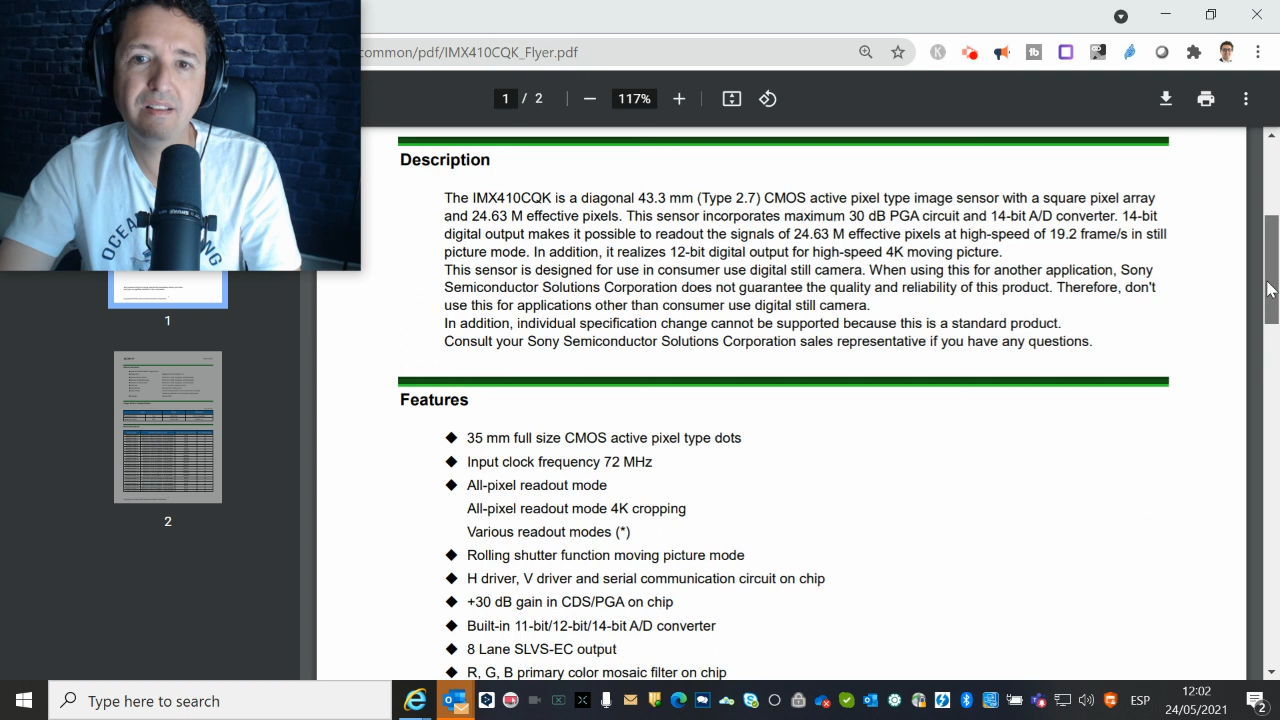 common/pdf/IMX410CQK_Flyer.pdf
1 / 2
117%
Description
The IMX410CQK is a diagonal 43.3 mm (Type 2.7) CMOS active pixel type image sensor with a square pixel array
and 24.63 M effective pixels. This sensor incorporates maximum 30 dB PGA circuit and 14-bit A/D converter. 14-bit
digital output makes it possible to readout the signals of 24.63 M effective pixels at high-speed of 19.2 frame/s in still
picture mode. In addition, it realizes 12-bit digital output for high-speed 4K moving picture.
This sensor is designed for use in consumer use digital still camera. When using this for another application, Sony
Semiconductor Solutions Corporation does not guarantee the quality and reliability of this product. Therefore, don't
use this for applications other than consumer use digital still camera.
In addition, individual specification change cannot be supported because this is a standard product.
Consult your Sony Semiconductor Solutions Corporation sales representative if you have any questions.
Features
◆ 35 mm full size CMOS active pixel type dots
◆ Input clock frequency 72 MHz
◆ All-pixel readout mode
All-pixel readout mode 4K cropping
Various readout modes (*)
◆ Rolling shutter function moving picture mode
◆ H driver, V driver and serial communication circuit on chip
◆ +30 dB gain in CDS/PGA on chip
◆ Built-in 11-bit/12-bit/14-bit A/D converter
◆ 8 Lane SLVS-EC output
◆ R, G, B primary color mosaic filter on chip
1
2
OCEAN
ING
SHURE
Type here to search
ESP
12:02
24/05/2021
2